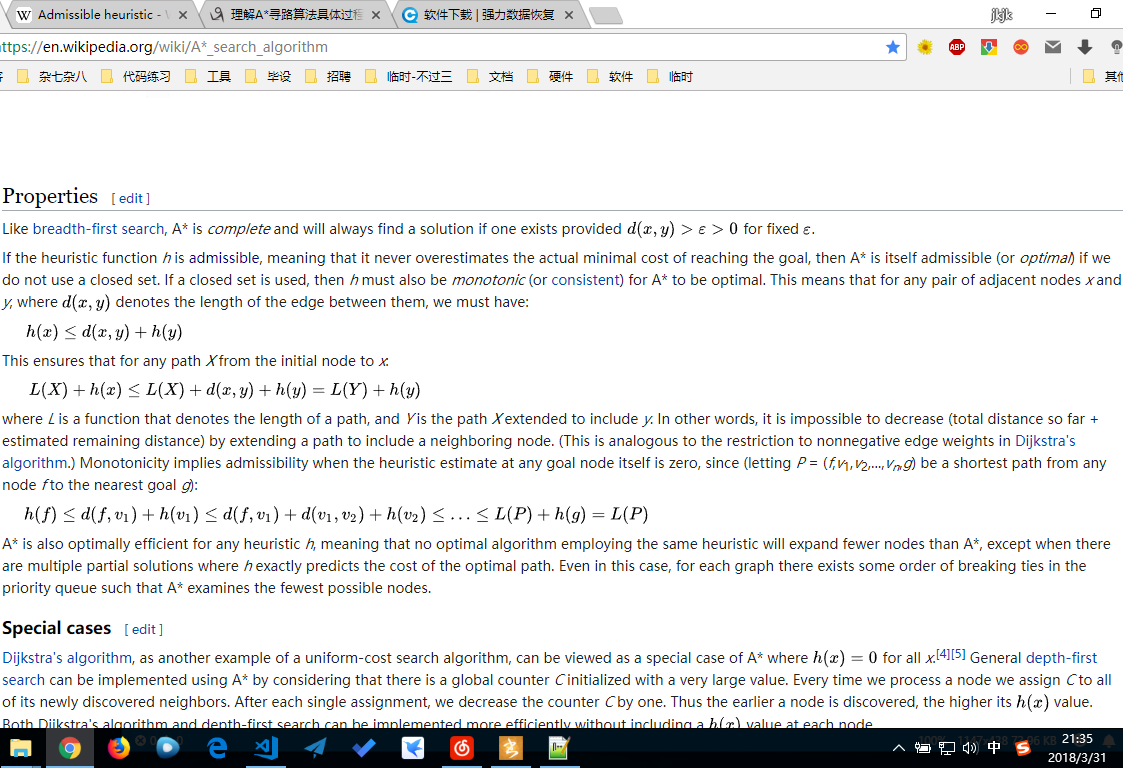 Admissible heuristic -
理解A*寻路算法具体过程
软件下载 | 强力数据恢复
jkjk
ttps://en.wikipedia.org/wiki/A*_search_algorithm
ABP
杂七杂八 代码练习 工具 毕设 招聘 临时-不过三 文档 硬件 软件 临时 其他
Properties [ edit ]
Like breadth-first search, A* is complete and will always find a solution if one exists provided d(x, y) > ε > 0 for fixed ε.
If the heuristic function h is admissible, meaning that it never overestimates the actual minimal cost of reaching the goal, then A* is itself admissible (or optimal) if we
do not use a closed set. If a closed set is used, then h must also be monotonic (or consistent) for A* to be optimal. This means that for any pair of adjacent nodes x and
y, where d(x, y) denotes the length of the edge between them, we must have:
h(x) ≤ d(x, y) + h(y)
This ensures that for any path X from the initial node to x:
L(X) + h(x) ≤ L(X) + d(x, y) + h(y) = L(Y) + h(y)
where L is a function that denotes the length of a path, and Y is the path X extended to include y. In other words, it is impossible to decrease (total distance so far +
estimated remaining distance) by extending a path to include a neighboring node. (This is analogous to the restriction to nonnegative edge weights in Dijkstra's
algorithm.) Monotonicity implies admissibility when the heuristic estimate at any goal node itself is zero, since (letting P = (f,v1,v2,...,vn,g) be a shortest path from any
node f to the nearest goal g):
h(f) ≤ d(f, v1) + h(v1) ≤ d(f, v1) + d(v1, v2) + h(v2) ≤ ... ≤ L(P) + h(g) = L(P)
A* is also optimally efficient for any heuristic h, meaning that no optimal algorithm employing the same heuristic will expand fewer nodes than A*, except when there
are multiple partial solutions where h exactly predicts the cost of the optimal path. Even in this case, for each graph there exists some order of breaking ties in the
priority queue such that A* examines the fewest possible nodes.
Special cases [ edit ]
Dijkstra's algorithm, as another example of a uniform-cost search algorithm, can be viewed as a special case of A* where h(x) = 0 for all x.[4][5] General depth-first
search can be implemented using A* by considering that there is a global counter C initialized with a very large value. Every time we process a node we assign C to all
of its newly discovered neighbors. After each single assignment, we decrease the counter C by one. Thus the earlier a node is discovered, the higher its h(x) value.
Both Dijkstra's algorithm and depth-first search can be implemented more efficiently without including a h(x) value at each node.
中
21:35
2018/3/31